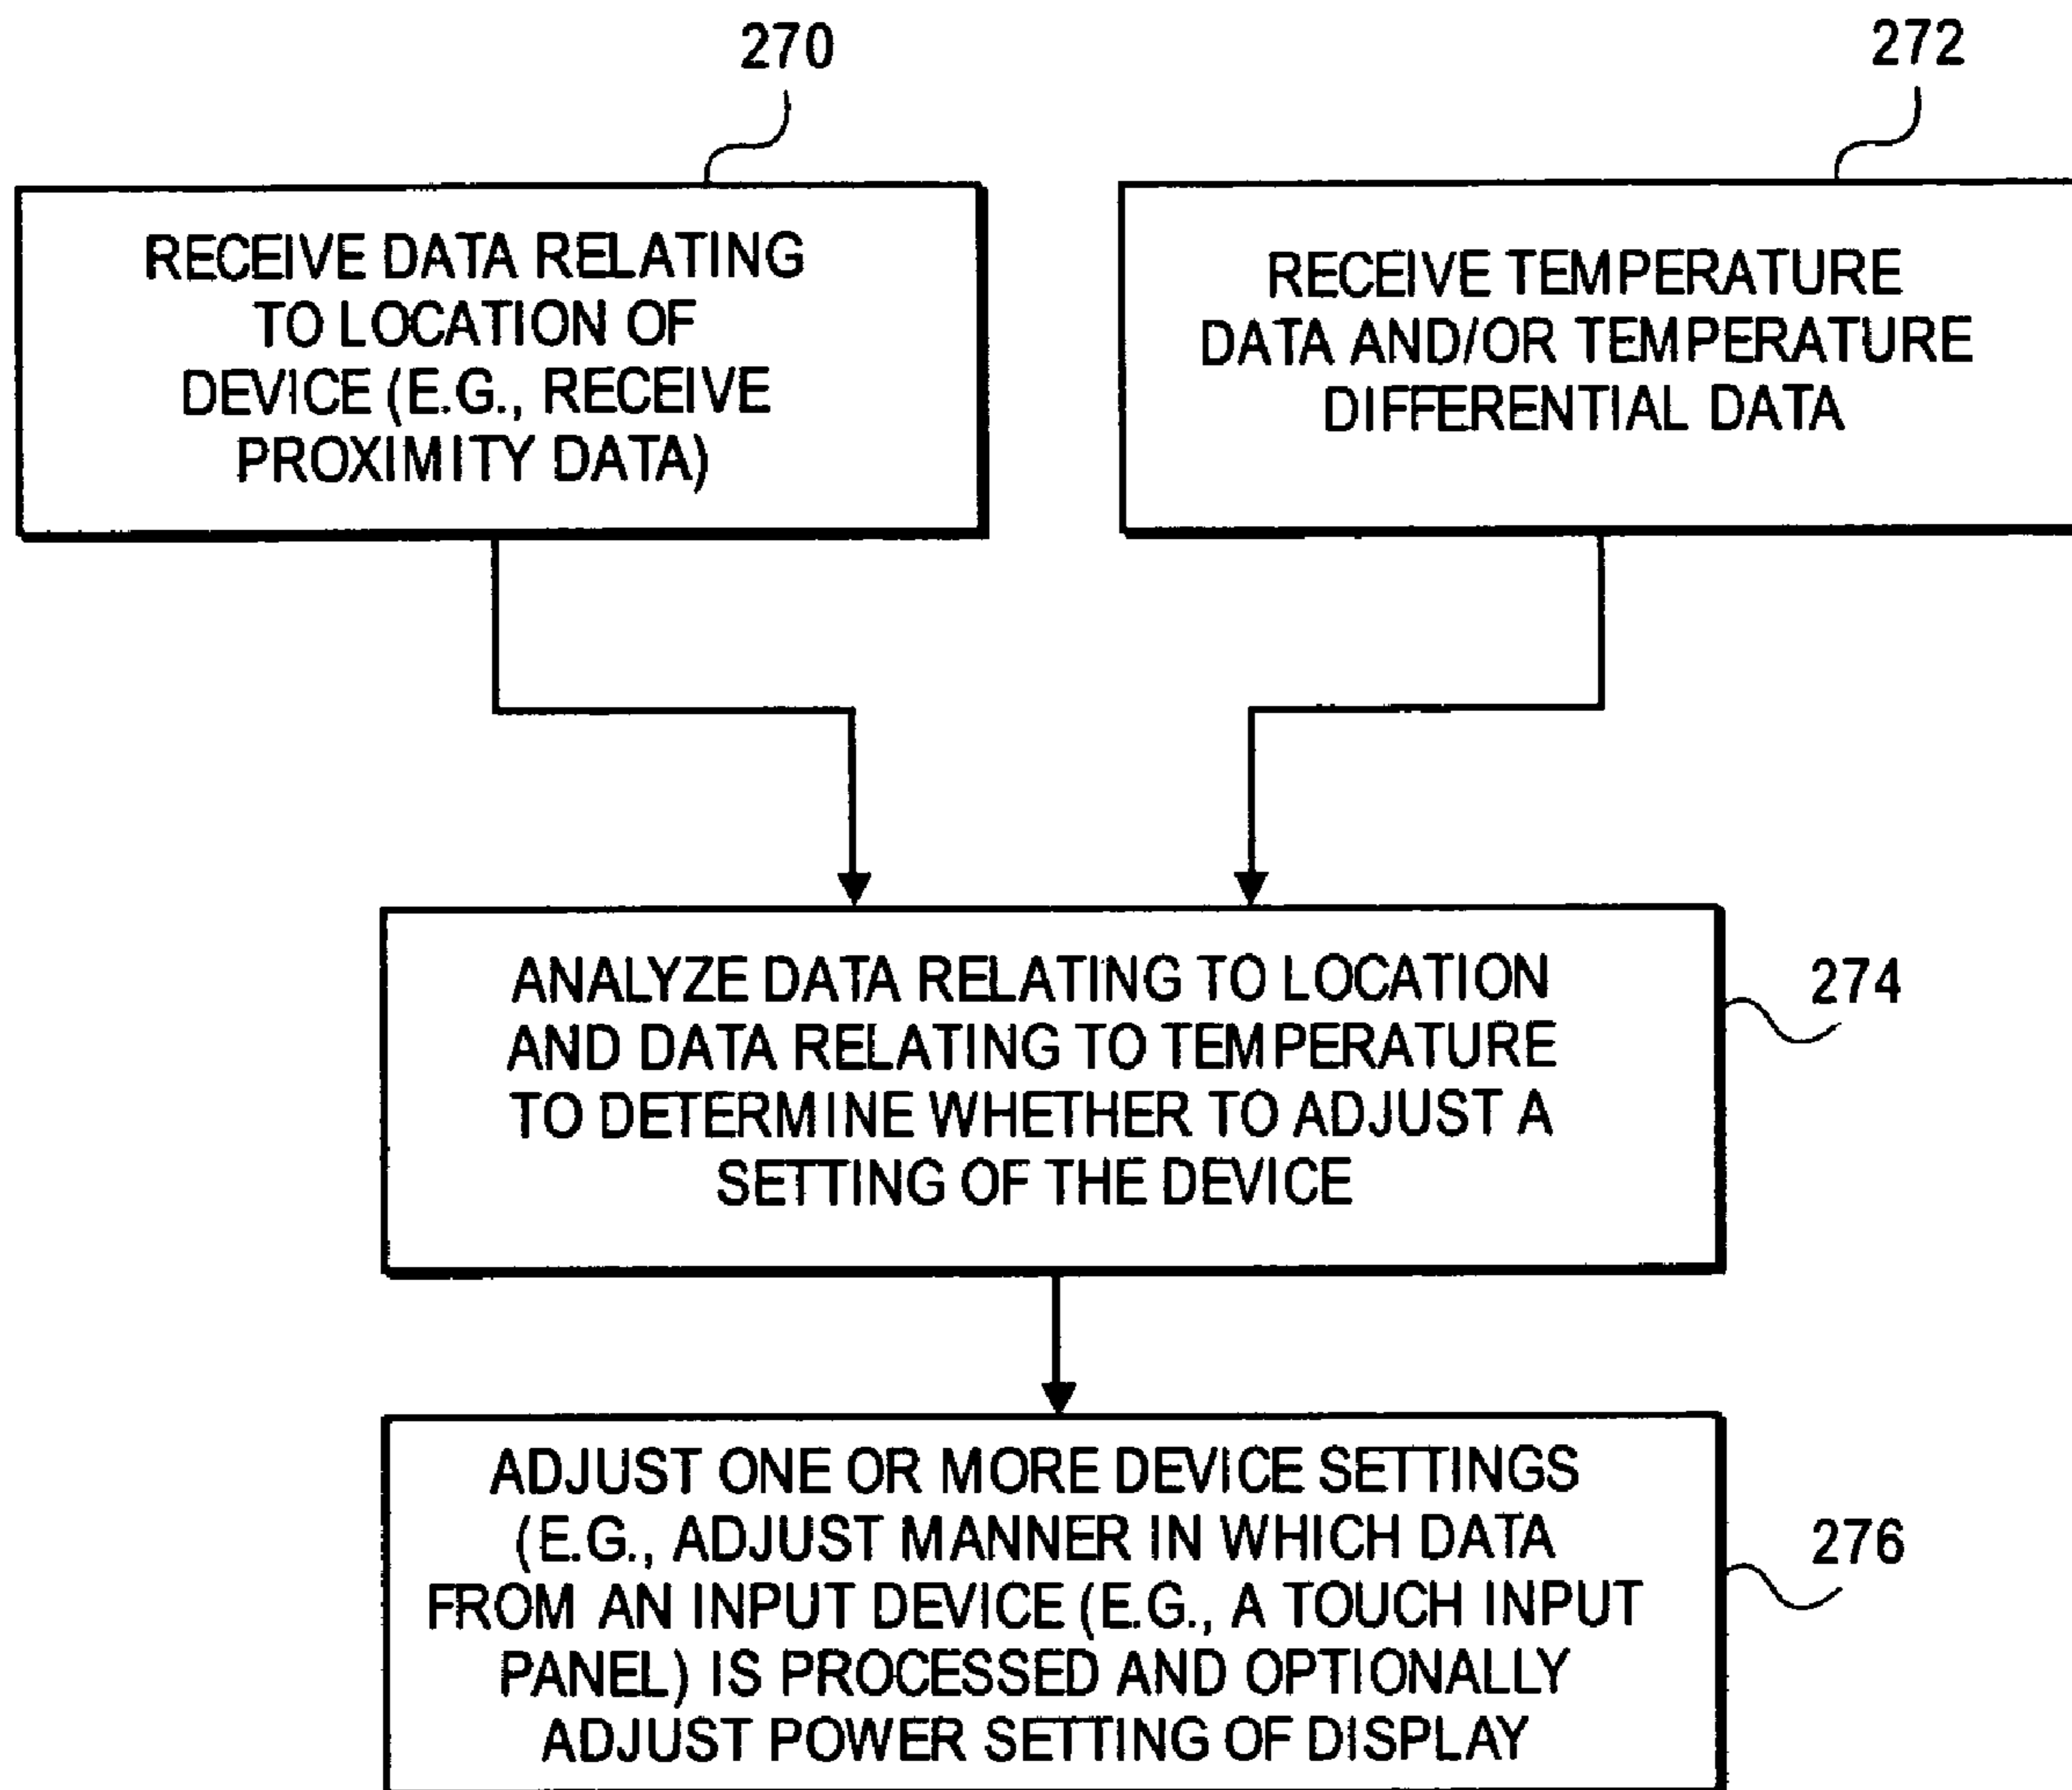 270
272
RECEIVE DATA RELATING
TO LOCATION OF
DEVICE (E.G., RECEIVE
PROXIMITY DATA)
RECEIVE TEMPERATURE
DATA AND/OR TEMPERATURE
DIFFERENTIAL DATA
ANALYZE DATA RELATING TO LOCATION
AND DATA RELATING TO TEMPERATURE
TO DETERMINE WHETHER TO ADJUST A
SETTING OF THE DEVICE
274
ADJUST ONE OR MORE DEVICE SETTINGS
(E.G., ADJUST MANNER IN WHICH DATA
FROM AN INPUT DEVICE (E.G., A TOUCH INPUT
PANEL) IS PROCESSED AND OPTIONALLY
ADJUST POWER SETTING OF DISPLAY
276